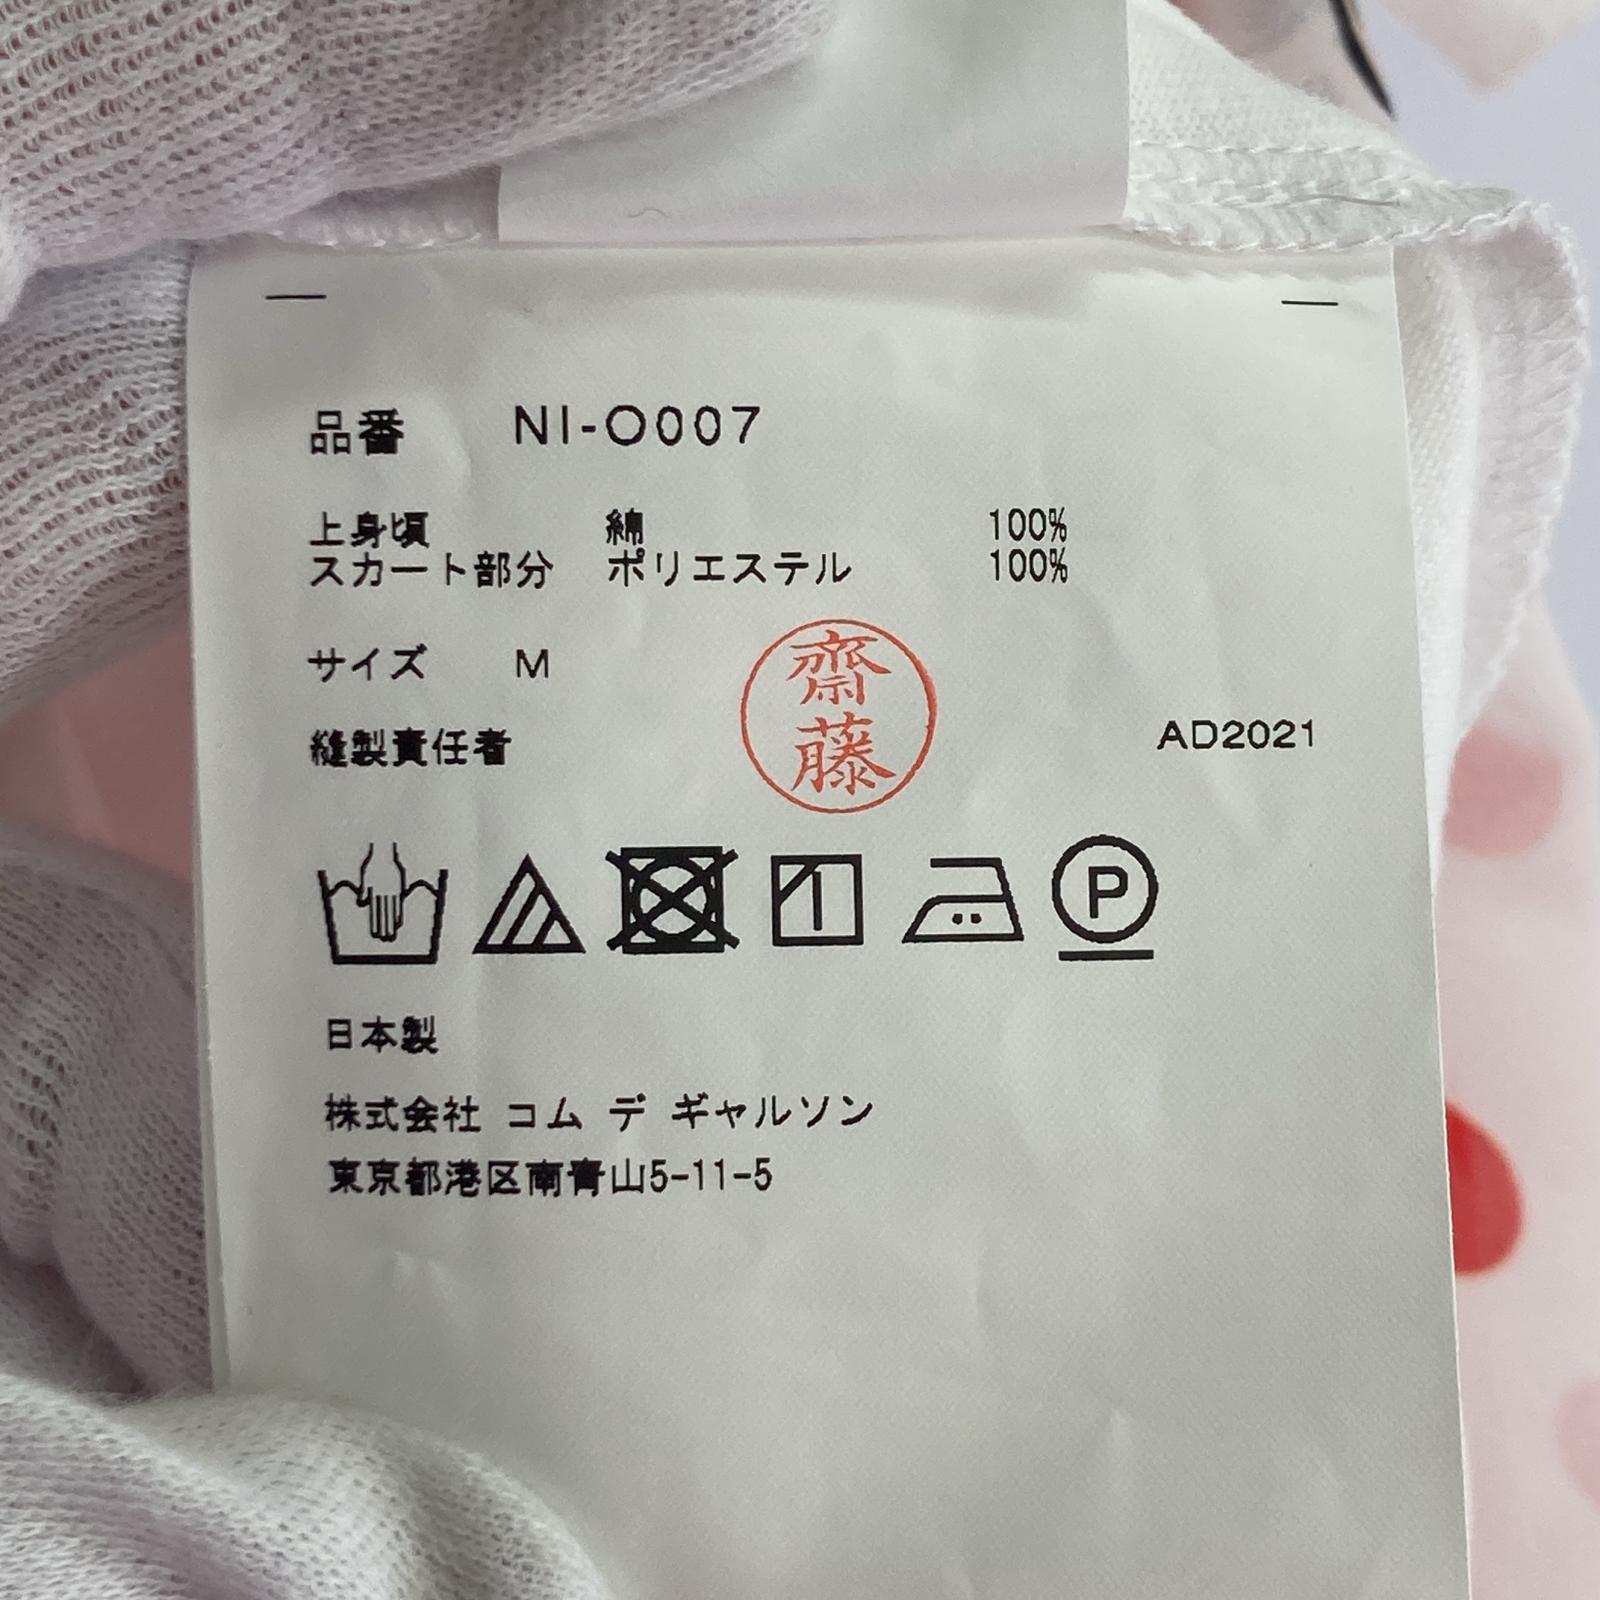 品番 NI-O007
上身頃 綿 100%
スカート部分 ポリエステル 100%
サイズ M
齋藤
縫製責任者 AD2021
P
日本製
株式会社 コム デ ギャルソン
東京都港区南青山5-11-5